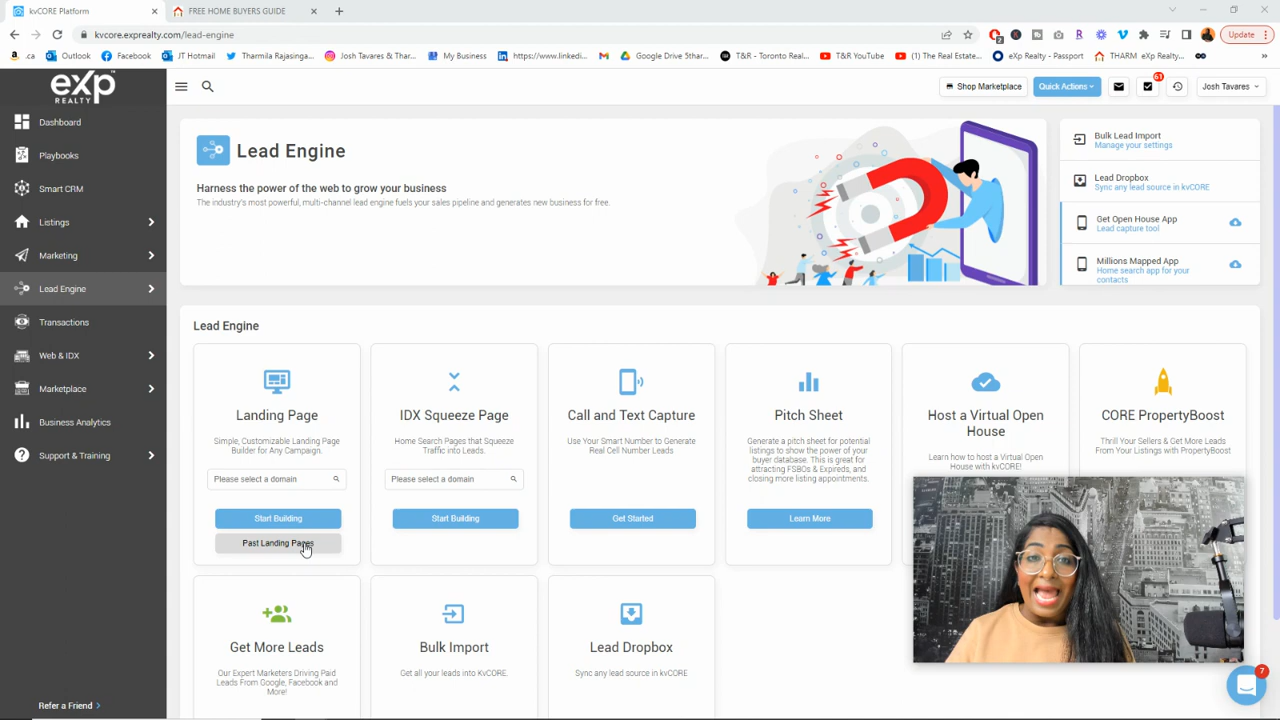 kvCORE Platform
FREE HOME BUYERS GUIDE
kvcore.exprealty.com/lead-engine
Update
.ca
Outlook
Facebook
JT Hotmail
Tharmila Rajasinga...
Josh Tavares & Thar...
My Business
https://www.linkedi...
Google Drive 5thar...
T&R - Toronto Real...
T&R YouTube
(1) The Real Estate...
eXp Realty - Passport
THARM eXp Realty...
eXp
REALTY
Shop Marketplace
Quick Actions
61
Josh Tavares
Dashboard
Playbooks
Smart CRM
Listings
Marketing
Lead Engine
Transactions
Web & IDX
Marketplace
Business Analytics
Support & Training
Refer a Friend
Lead Engine
Harness the power of the web to grow your business
The industry's most powerful, multi-channel lead engine fuels your sales pipeline and generates new business for free.
Bulk Lead Import
Manage your settings
Lead Dropbox
Sync any lead source in kvCORE
Get Open House App
Lead capture tool
Millions Mapped App
Home search app for your
contacts
Lead Engine
Landing Page
Simple, Customizable Landing Page
Builder for Any Campaign.
Please select a domain
Start Building
Past Landing Pages
IDX Squeeze Page
Home Search Pages that Squeeze
Traffic into Leads.
Please select a domain
Start Building
Call and Text Capture
Use Your Smart Number to Generate
Real Cell Number Leads
Get Started
Pitch Sheet
Generate a pitch sheet for potential
listings to show the power of your
buyer database. This is great for
attracting FSBOs & Expireds, and
closing more listing appointments.
Learn More
Host a Virtual Open
House
Learn how to host a Virtual Open
House with kvCORE!
CORE PropertyBoost
Thrill Your Sellers & Get More Leads
From Your Listings with PropertyBoost
Get More Leads
Our Expert Marketers Driving Paid
Leads From Google, Facebook and
More!
Bulk Import
Get all your leads into KvCORE.
Lead Dropbox
Sync any lead source in kvCORE
7